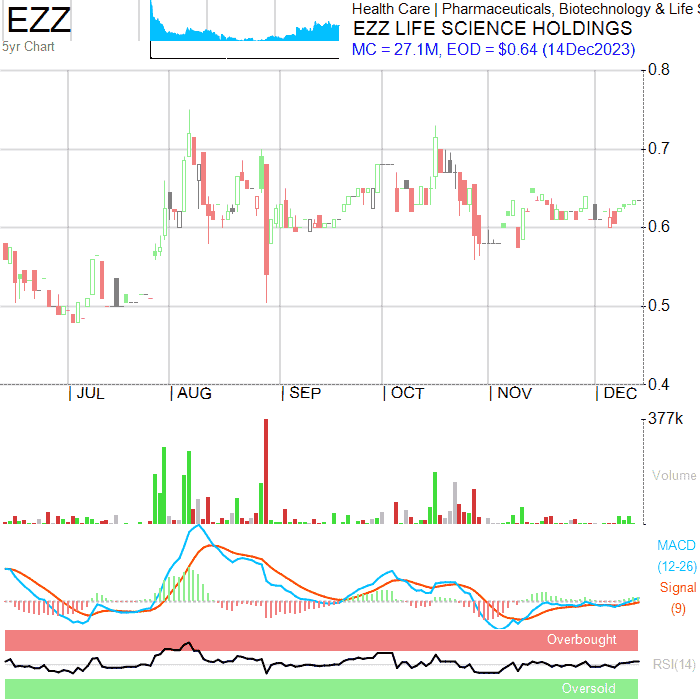 EZZ
5yr Chart
Health Care | Pharmaceuticals, Biotechnology & Life S
EZZ LIFE SCIENCE HOLDINGS
MC = 27.1M, EOD = $0.64 (14Dec2023)
0.8
0.7
0.6
0.5
0.4
JUL AUG SEP OCT NOV DEC
377k
Volume
MACD
(12-26)
Signal
(9)
Overbought
RSI(14)
Oversold